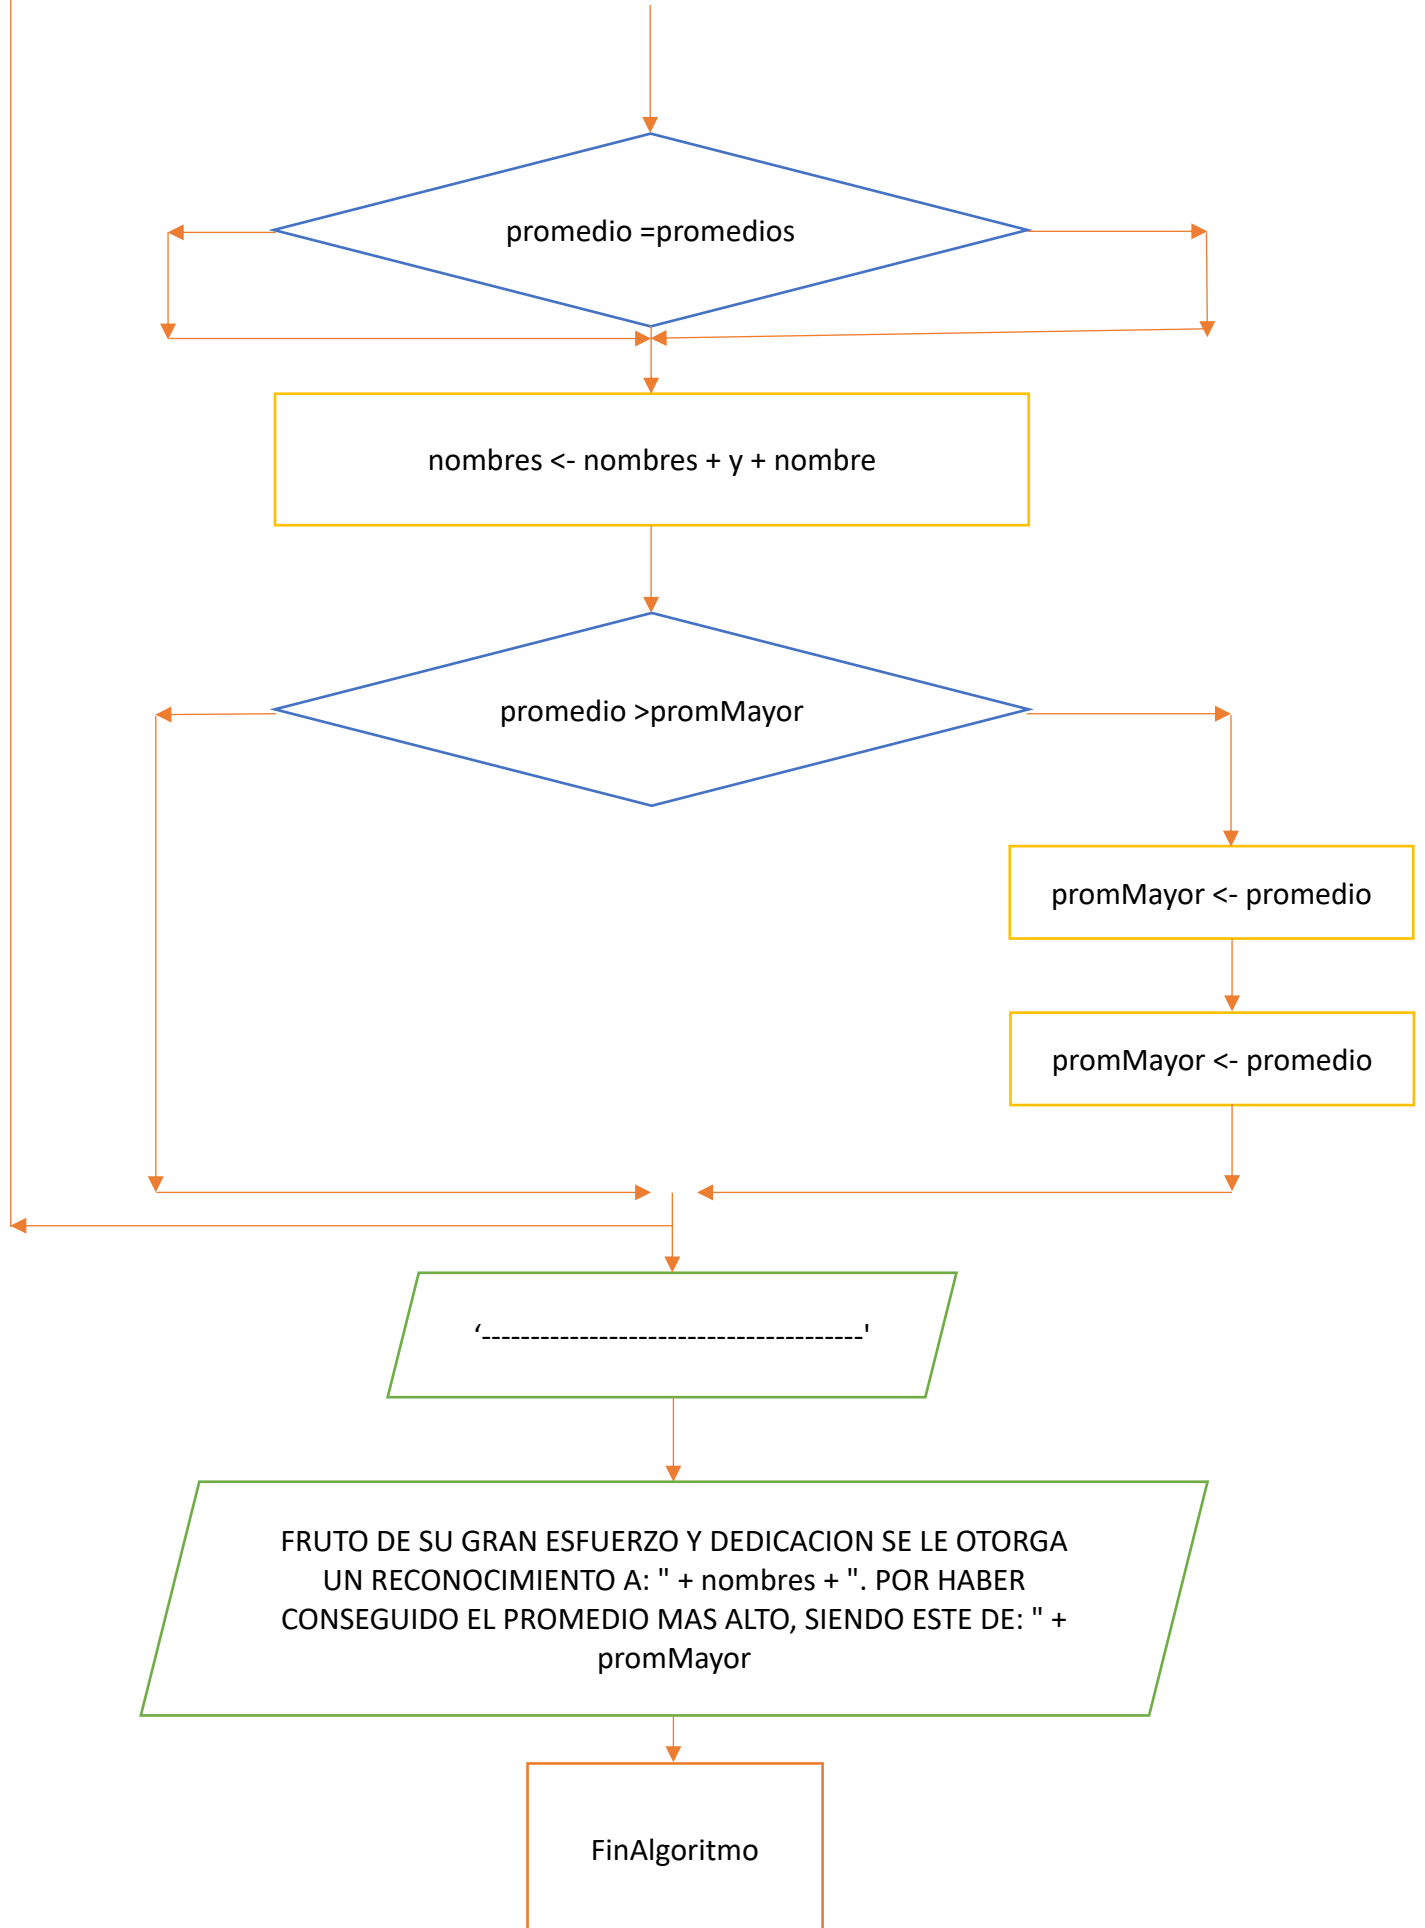 promedio =promedios
nombres <- nombres + y + nombre
promedio >promMayor
promMayor <- promedio
promMayor <- promedio
‘---------------------------------------'
FRUTO DE SU GRAN ESFUERZO Y DEDICACION SE LE OTORGA
UN RECONOCIMIENTO A: " + nombres + ". POR HABER
CONSEGUIDO EL PROMEDIO MAS ALTO, SIENDO ESTE DE: " +
promMayor
FinAlgoritmo